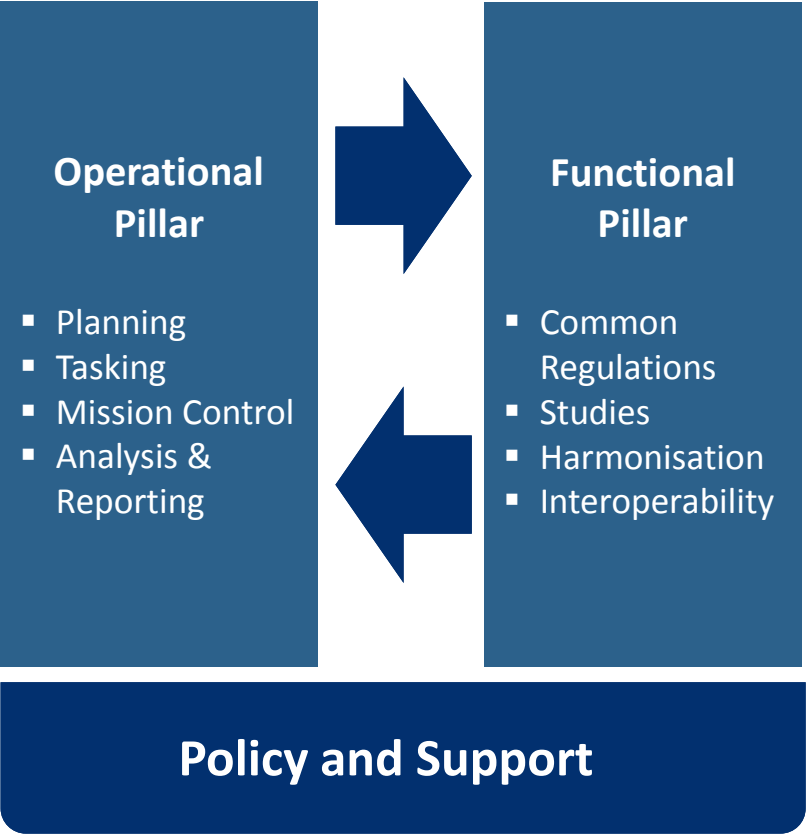 Operational
Pillar
▪ Planning
▪ Tasking
▪ Mission Control
▪ Analysis &
Reporting
Functional
Pillar
▪ Common
Regulations
▪ Studies
▪ Harmonisation
▪ Interoperability
Policy and Support